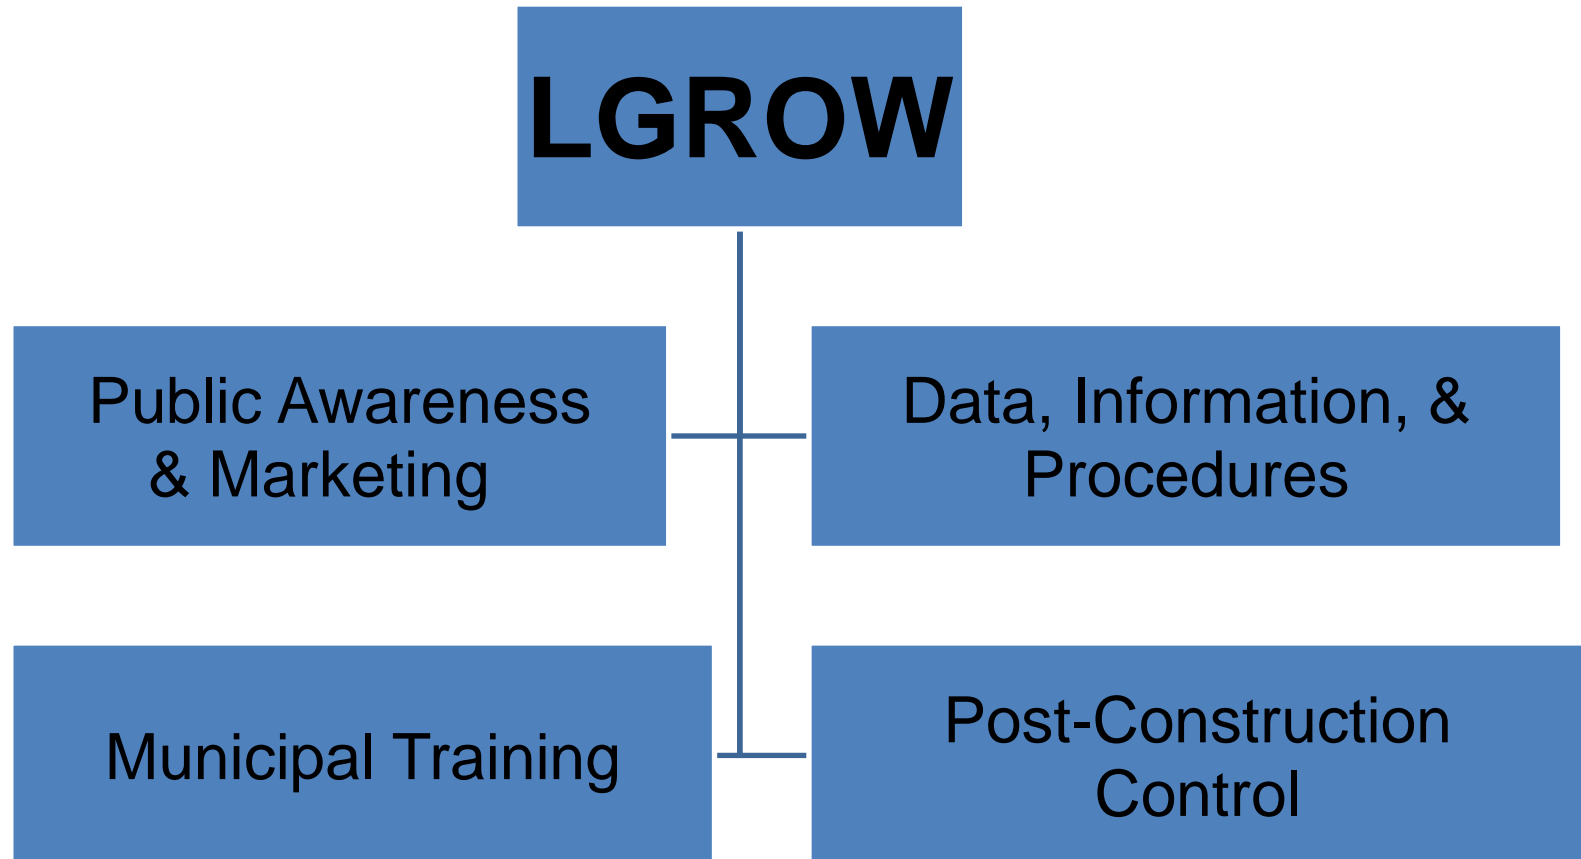 LGROW
Public Awareness
& Marketing
Data, Information, &
Procedures
Municipal Training
Post-Construction
Control